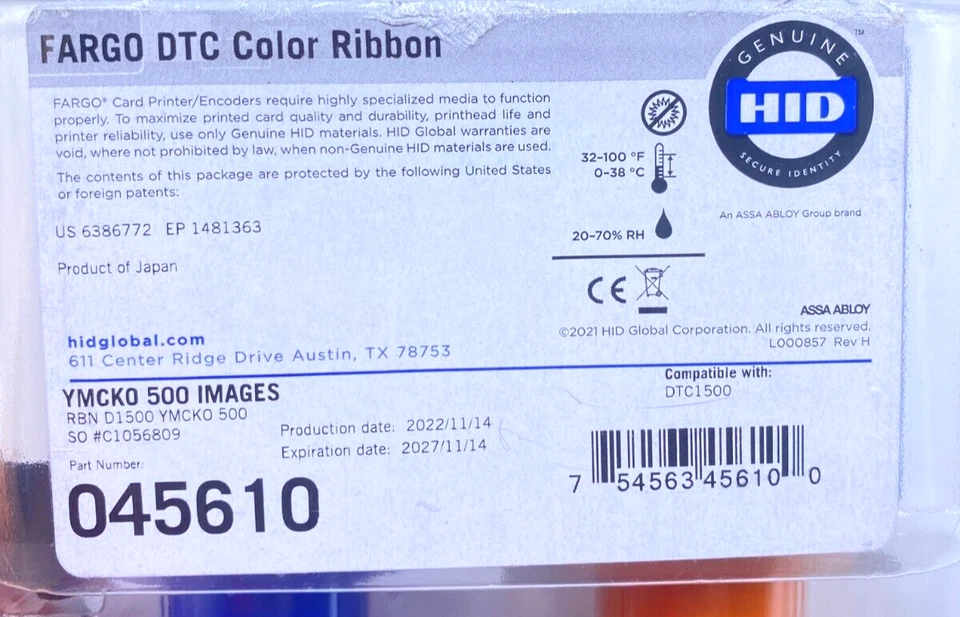 FARGO DTC Color Ribbon
GENUINE
HID
SECURE IDENTITY
TM
An ASSA ABLOY Group brand
FARGO® Card Printer/Encoders require highly specialized media to function
properly. To maximize printed card quality and durability, printhead life and
printer reliability, use only Genuine HID materials. HID Global warranties are
void, where not prohibited by law, when non-Genuine HID materials are used.
The contents of this package are protected by the following United States
or foreign patents:
US 6386772 EP 1481363
Product of Japan
32-100 °F
0-38 °C
20-70% RH
CE
ASSA ABLOY
©2021 HID Global Corporation. All rights reserved.
L000857 Rev H
hidglobal.com
611 Center Ridge Drive Austin, TX 78753
YMCKO 500 IMAGES
RBN D1500 YMCKO 500
SO #C1056809
Production date: 2022/11/14
Expiration date: 2027/11/14
Part Number:
045610
Compatible with:
DTC1500
7 54563 45610 0